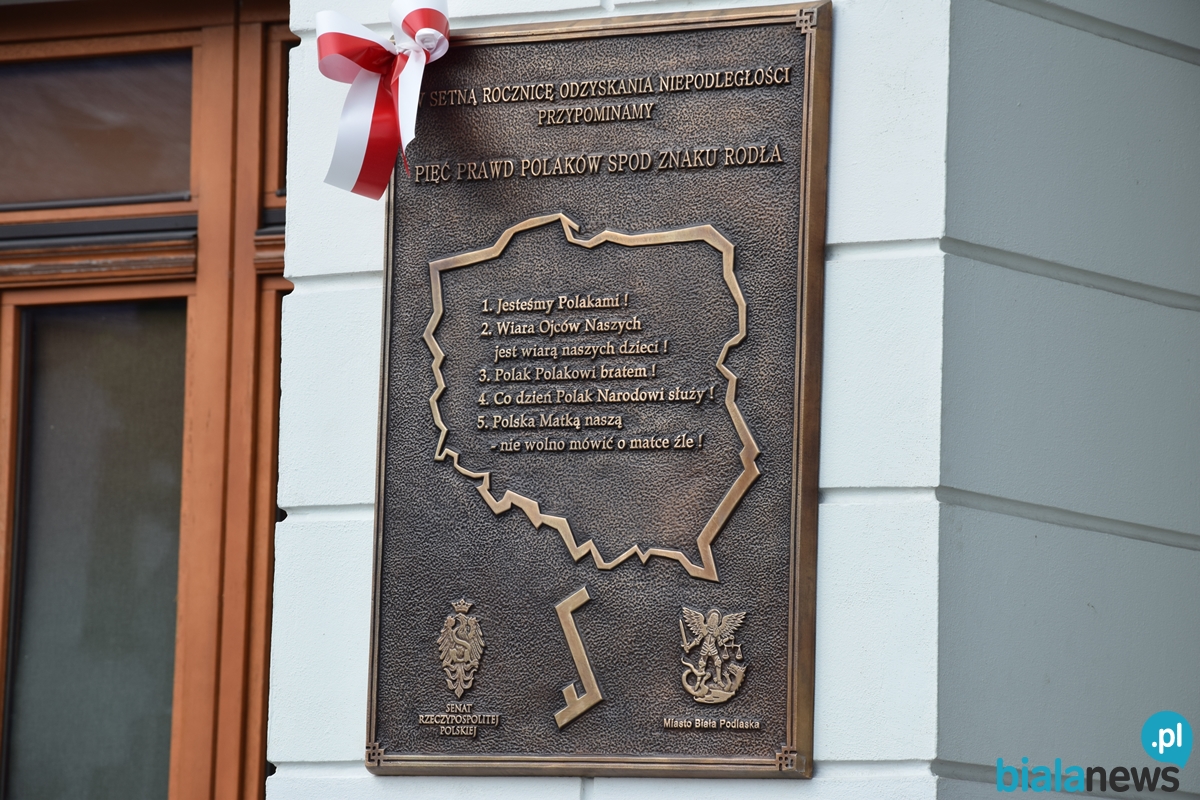 W SETNĄ ROCZNICĘ ODZYSKANIA NIEPODLEGŁOŚCI
PRZYPOMINAMY
PIĘĆ PRAWD POLAKÓW SPOD ZNAKU RODŁA
1. Jesteśmy Polakami !
2. Wiara Ojców Naszych
jest wiarą naszych dzieci !
3. Polak Polakowi bratem !
4. Co dzień Polak Narodowi służy !
5. Polska Matką naszą
- nie wolno mówić o matce źle !
SENAT
RZECZYPOSPOLITEJ
POLSKIEJ
Miasto Biała Podlaska
.pl
bialanews